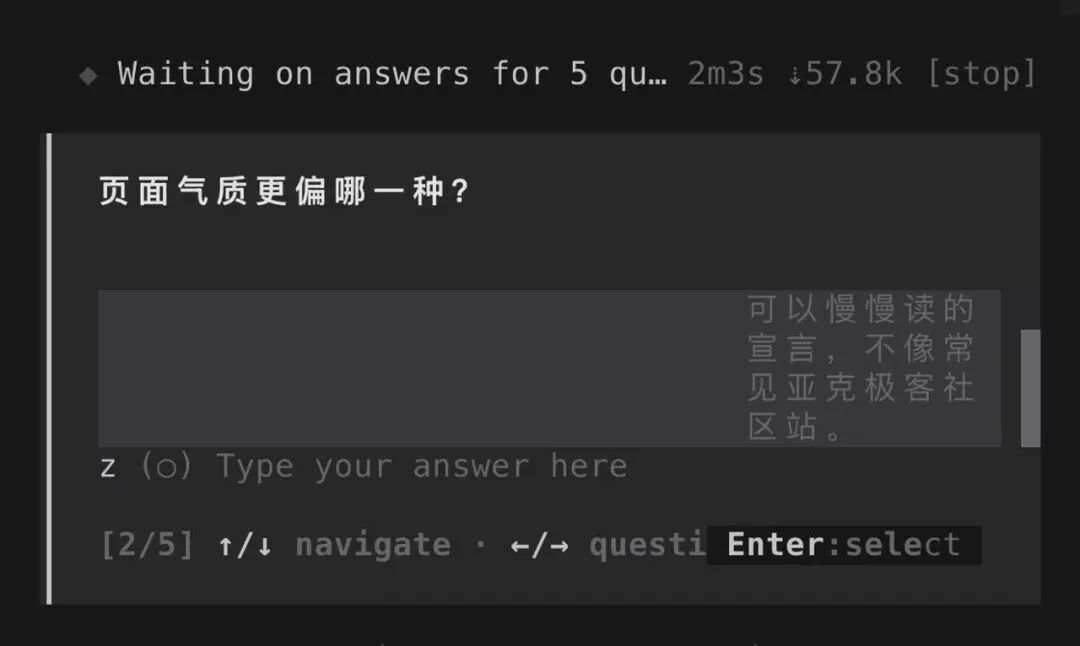 ◆ Waiting on answers for 5 qu… 2m3s ↓57.8k [stop]
页面气质更偏哪一种?
可以慢慢读的
宣言，不像常
见亚克极客社
区站。
z (○) Type your answer here
[2/5] ↑/↓ navigate · ←/→ questi Enter:select